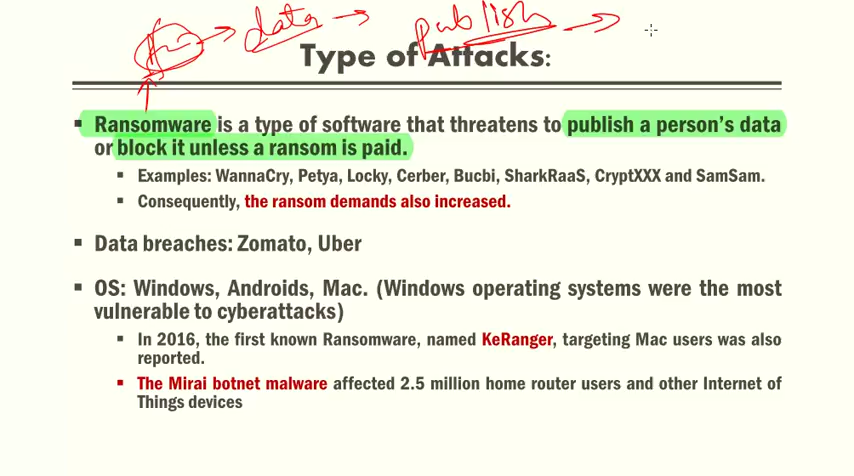 data publish
Type of Attacks:
▪ Ransomware is a type of software that threatens to publish a person's data
or block it unless a ransom is paid.
▪ Examples: WannaCry, Petya, Locky, Cerber, Bucbi, SharkRaaS, CryptXXX and SamSam.
▪ Consequently, the ransom demands also increased.
▪ Data breaches: Zomato, Uber
▪ OS: Windows, Androids, Mac. (Windows operating systems were the most
vulnerable to cyberattacks)
▪ In 2016, the first known Ransomware, named KeRanger, targeting Mac users was also
reported.
▪ The Mirai botnet malware affected 2.5 million home router users and other Internet of
Things devices